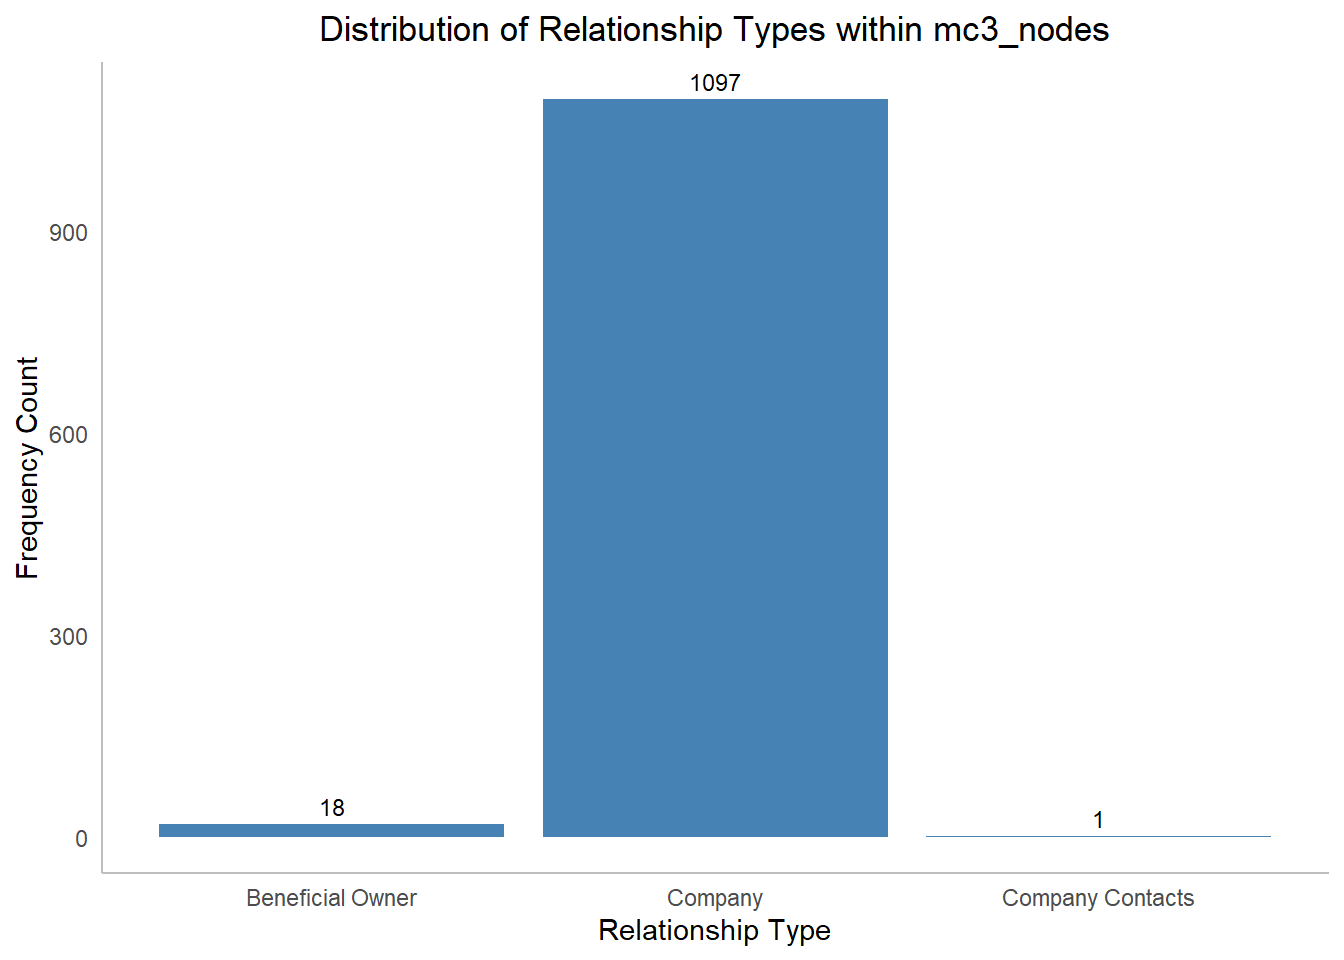 Distribution of Relationship Types within mc3_nodes
1097
900
Frequency Count
600
300
18
1
0
Beneficial Owner
Company
Company Contacts
Relationship Type